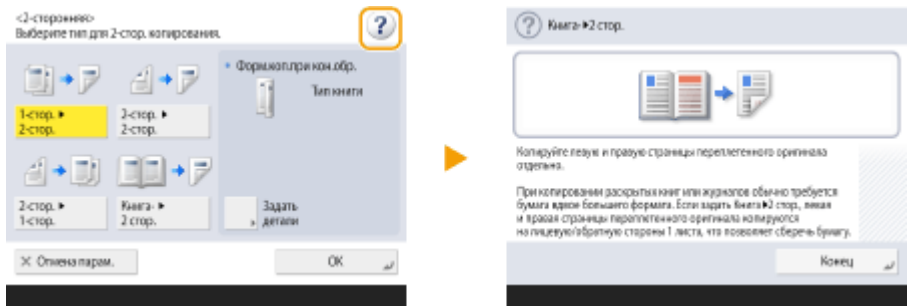 <2-сторонняя>
Выберите тип для 2-стор. копирования.
?
1-стор. ►
2-стор.
2-стор. ►
2-стор.
2-стор. ►
1-стор.
Книга- ►
2 стор.
• Форм.коп.при кон.обр.
Тип книги
Задать
детали
× Отмена парам.
OK
? Книга-►2 стор.
Копируйте левую и правую страницы переплетенного оригинала
отдельно.
При копировании раскрытых книг или журналов обычно требуется
бумага вдвое большего формата. Если задать Книга►2 стор., левая
и правая страницы переплетенного оригинала копируются
на лицевую/обратную стороны 1 листа, что позволяет сберечь бумагу.
Конец